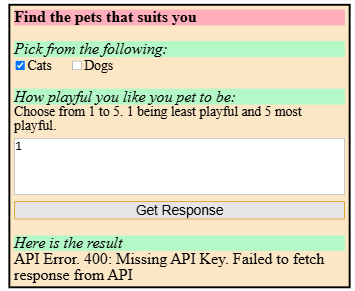 Find the pets that suits you
Pick from the following:
Cats Dogs
How playful you like you pet to be:
Choose from 1 to 5. 1 being least playful and 5 most
playful.
1
Get Response
Here is the result
API Error. 400: Missing API Key. Failed to fetch
response from API